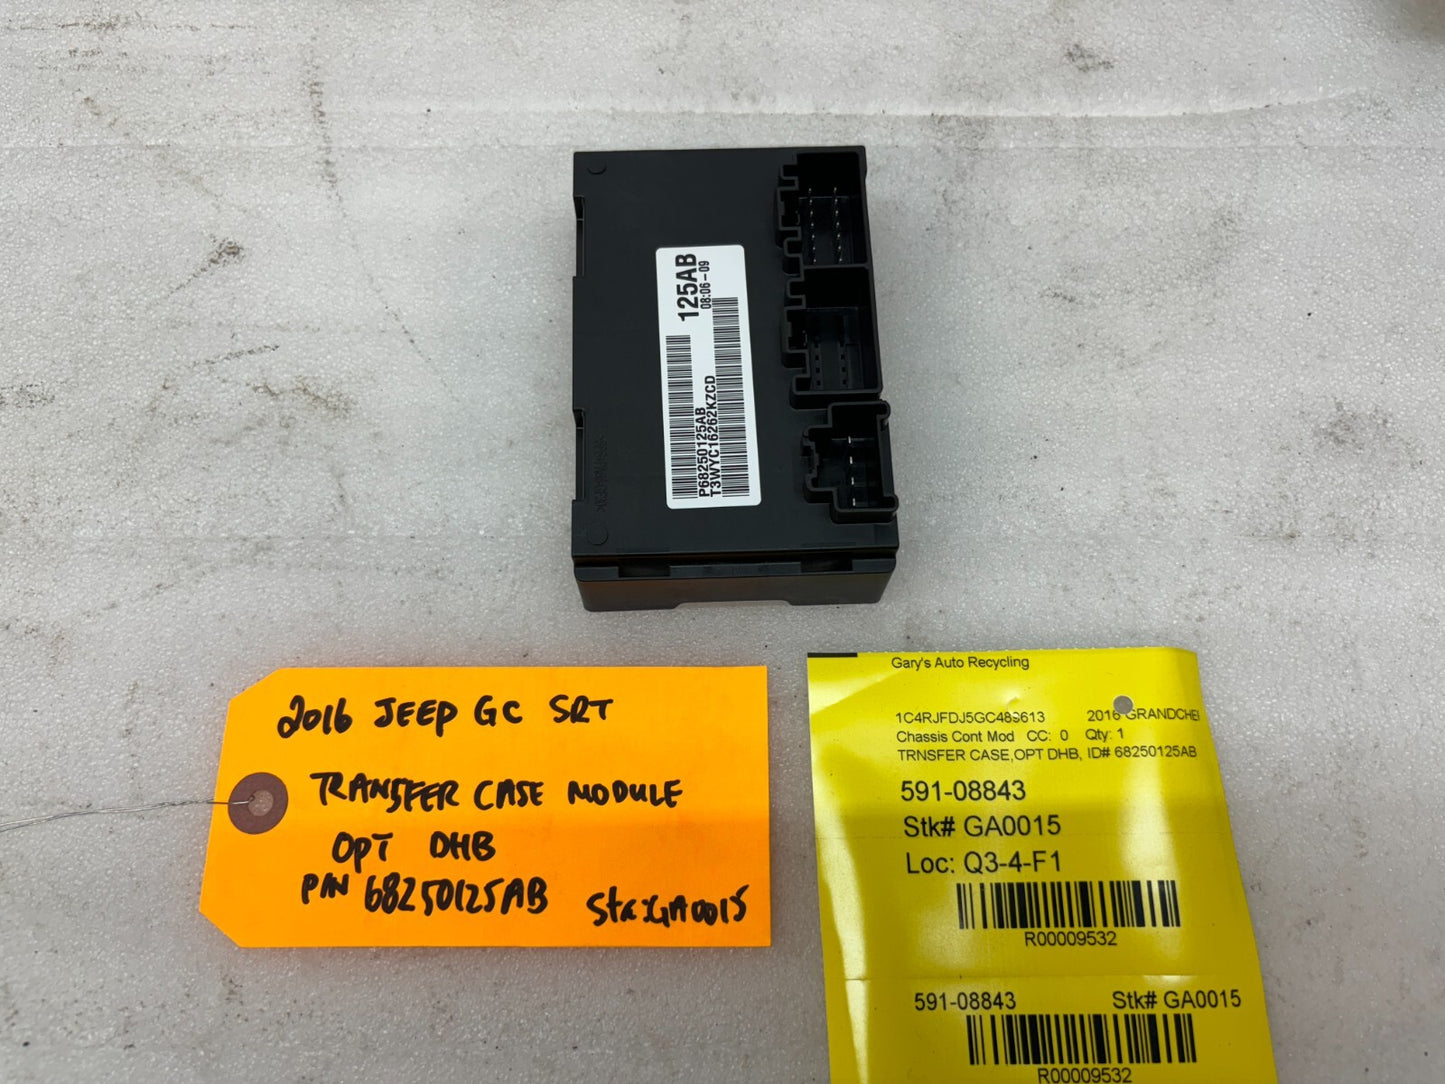 125AB
08:06-09
P68250125AB
T3WYC16262KZCD
2016 JEEP GC SRT
TRANSFER CASE MODULE
OPT DHB
P/N 68250125AB
Stk:GA0015
Gary's Auto Recycling
1C4RJFDJ5GC489613 2016 GRANDCHE
Chassis Cont Mod CC: 0 Qty: 1
TRNSFER CASE,OPT DHB, ID# 68250125AB
591-08843
Stk# GA0015
Loc: Q3-4-F1
R00009532
591-08843 Stk# GA0015
R00009532